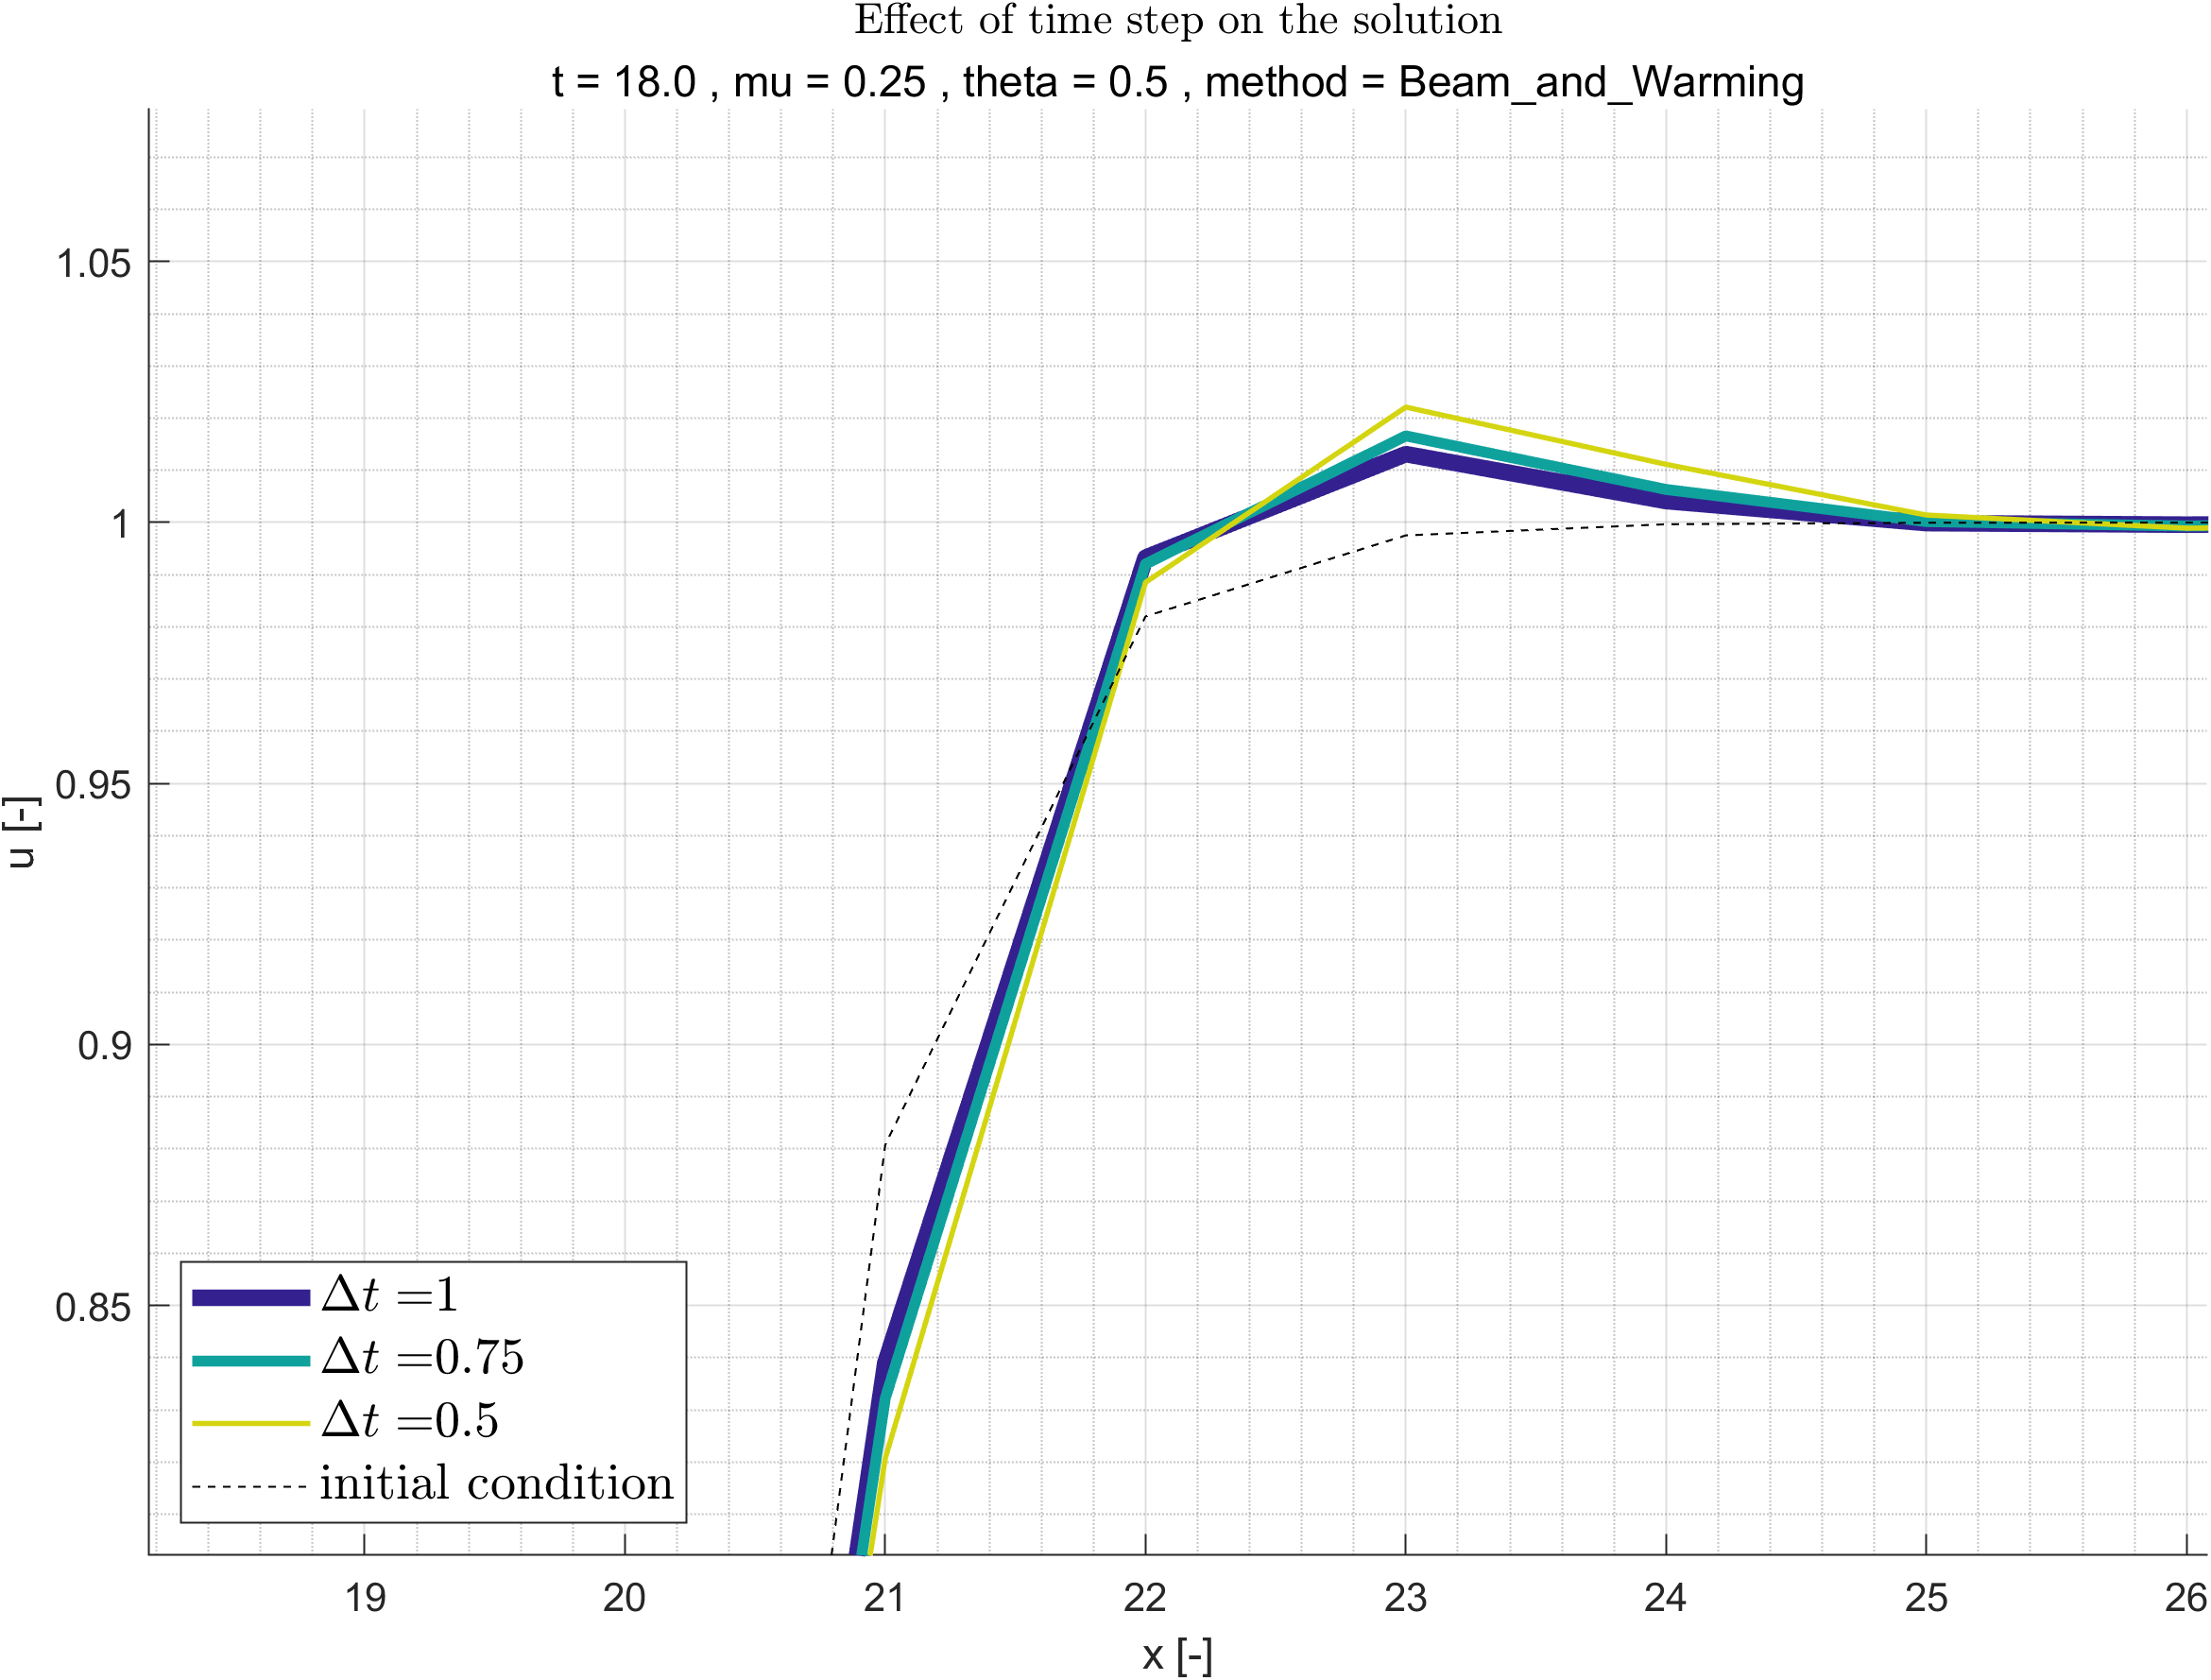 Effect of time step on the solution
t = 18.0 , mu = 0.25 , theta = 0.5 , method = Beam_and_Warming
1.05
1
0.95
0.9
0.85
u [-]
Δt =1
Δt =0.75
Δt =0.5
initial condition
19 20 21 22 23 24 25 26
x [-]